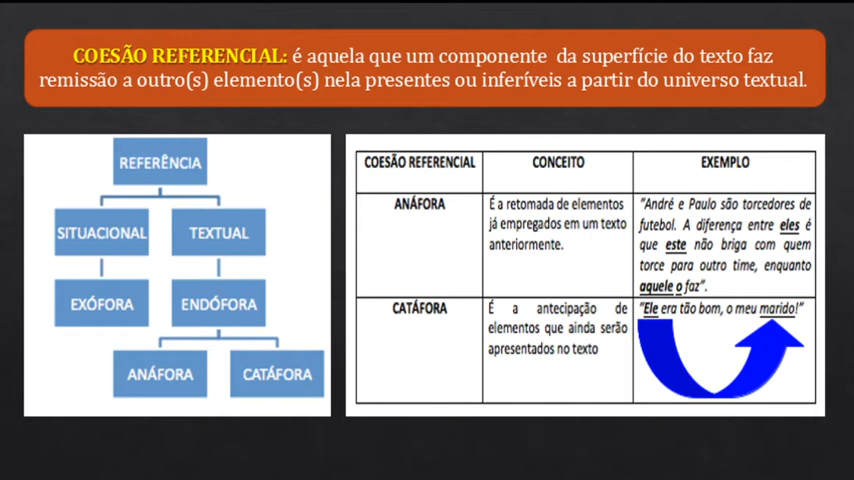 COESÃO REFERENCIAL: é aquela que um componente da superfície do texto faz
remissão a outro(s) elemento(s) nela presentes ou inferíveis a partir do universo textual.
REFERÊNCIA
SITUACIONAL
TEXTUAL
EXÓFORA
ENDÓFORA
ANÁFORA
CATÁFORA
COESÃO REFERENCIAL
CONCEITO
EXEMPLO
ANÁFORA
É a retomada de elementos
já empregados em um texto
anteriormente.
"André e Paulo são torcedores de
futebol. A diferença entre eles é
que este não briga com quem
torce para outro time, enquanto
aquele o faz".
CATÁFORA
É a antecipação de
elementos que ainda serão
apresentados no texto
"Ele era tão bom, o meu marido!"